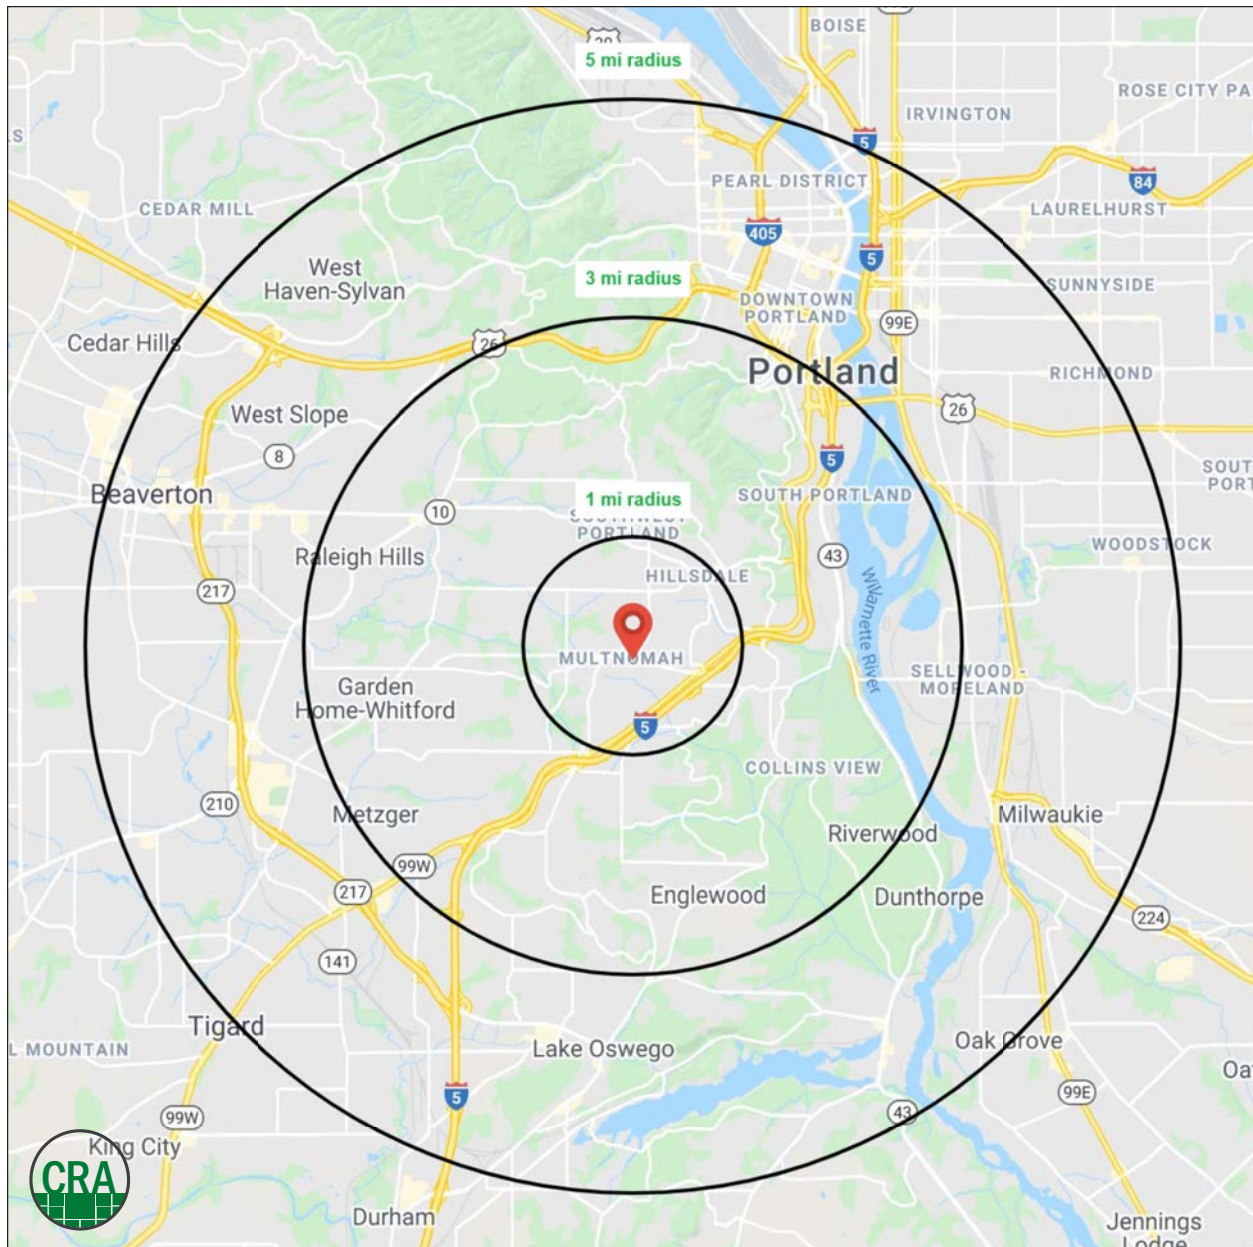 BOISE
5 mi radius
ROSE CITY PA
IRVINGTON
5
LS
PEARL DISTRICT
84
CEDAR MILL
LAURELHURST
405
West
Haven-Sylvan
5
3 mi radius
SUNNYSIDE
DOWNTOWN
PORTLAND
99E
Cedar Hills
26
Portland
RICHMOND
West Slope
26
8
5
SOUT
PORT
Beaverton
1 mi radius
SOUTH PORTLAND
10
SOUTHWEST
PORTLAND
WOODSTOCK
Raleigh Hills
43
HILLSDALE
217
Willamette River
MULTNOMAH
SELLWOOD -
MORELAND
Garden
Home-Whitford
5
COLLINS VIEW
210
Metzger
Milwaukie
Riverwood
99W
217
Englewood
Dunthorpe
224
141
Tigard
Oak Grove
L MOUNTAIN
Lake Oswego
Oa
5
99E
99W
43
King City
CRA
Durham
Jennings
Lodge